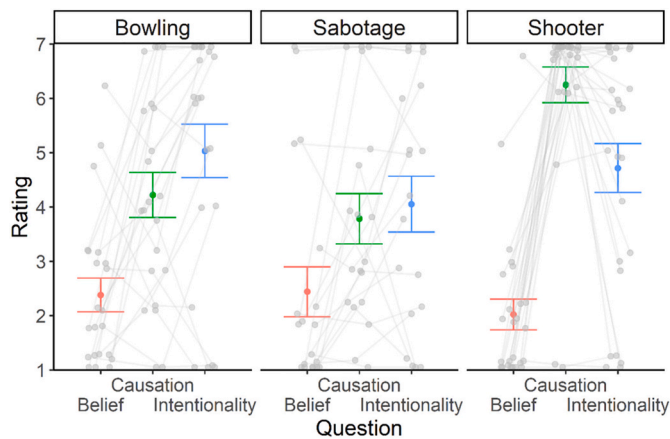 Bowling Sabotage Shooter
7
6
5
4
3
2
1
Rating
Causation Causation Causation
Belief Intentionality Belief Intentionality Belief Intentionality
Question